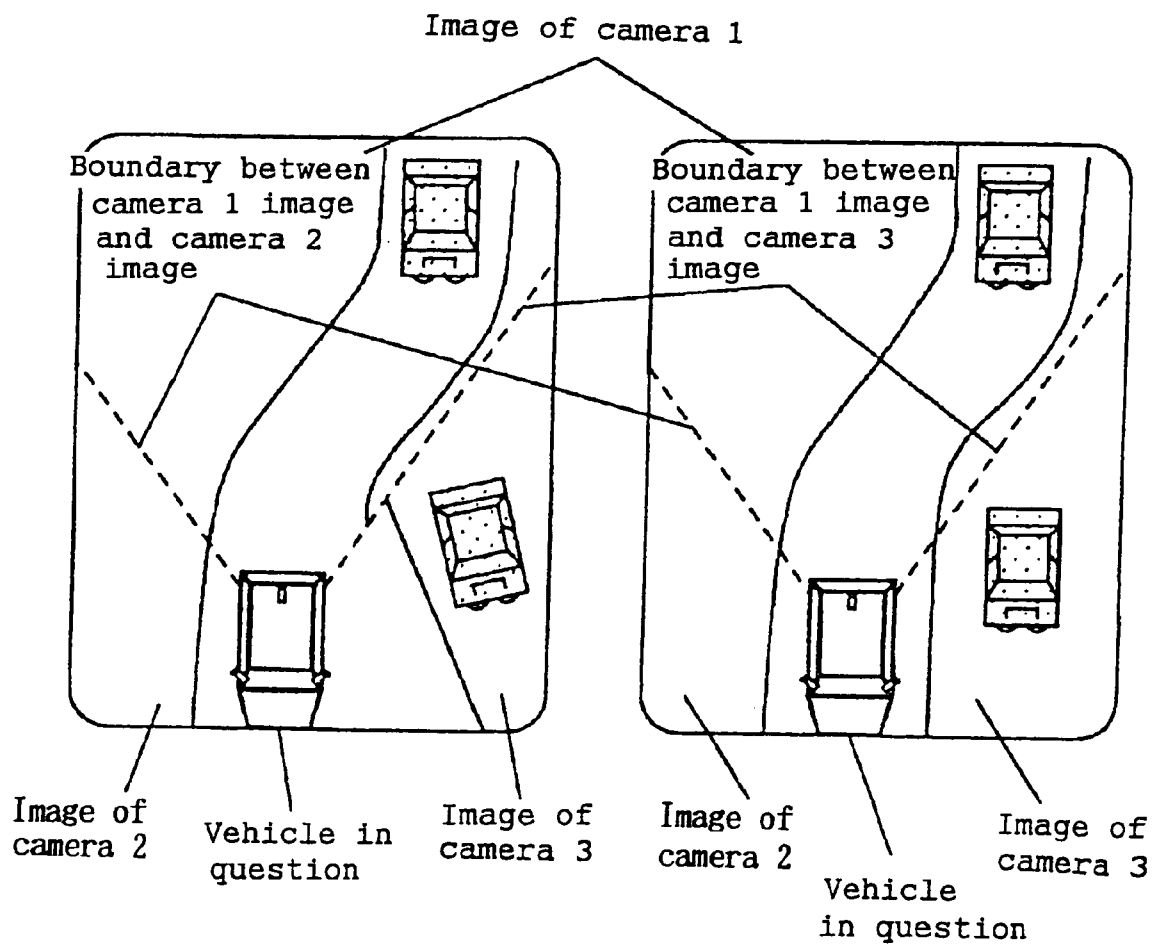 Image of camera 1
Boundary between
camera 1 image
and camera 2
image
Boundary between
camera 1 image
and camera 3
image
Image of
camera 2
Vehicle in
question
Image of
camera 3
Image of
camera 2
Vehicle
in question
Image of
camera 3